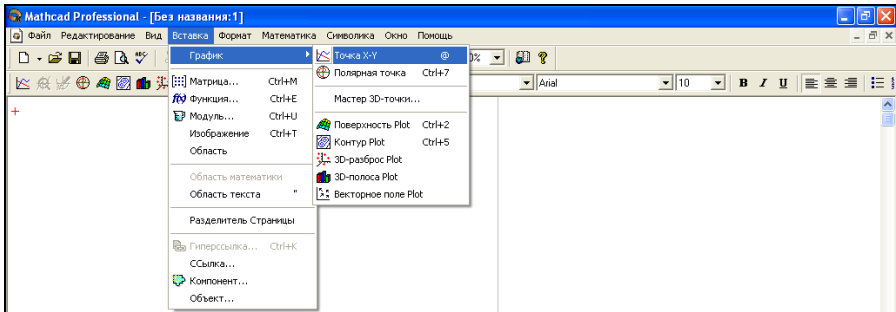 Mathcad Professional - [Без названия:1]
Файл Редактирование Вид Вставка Формат Математика Символика Окно Помощь
График
Матрица... Ctrl+M
Функция... Ctrl+E
Модуль... Ctrl+U
Изображение Ctrl+T
Область
Область математики
Область текста "
Разделитель Страницы
Гиперссылка... Ctrl+K
ССылка...
Компонент...
Объект...
Точка X-Y @
Полярная точка Ctrl+7
Мастер 3D-точки...
Поверхность Plot Ctrl+2
Контур Plot Ctrl+5
3D-разброс Plot
3D-полоса Plot
Векторное поле Plot
Arial 10 B I U